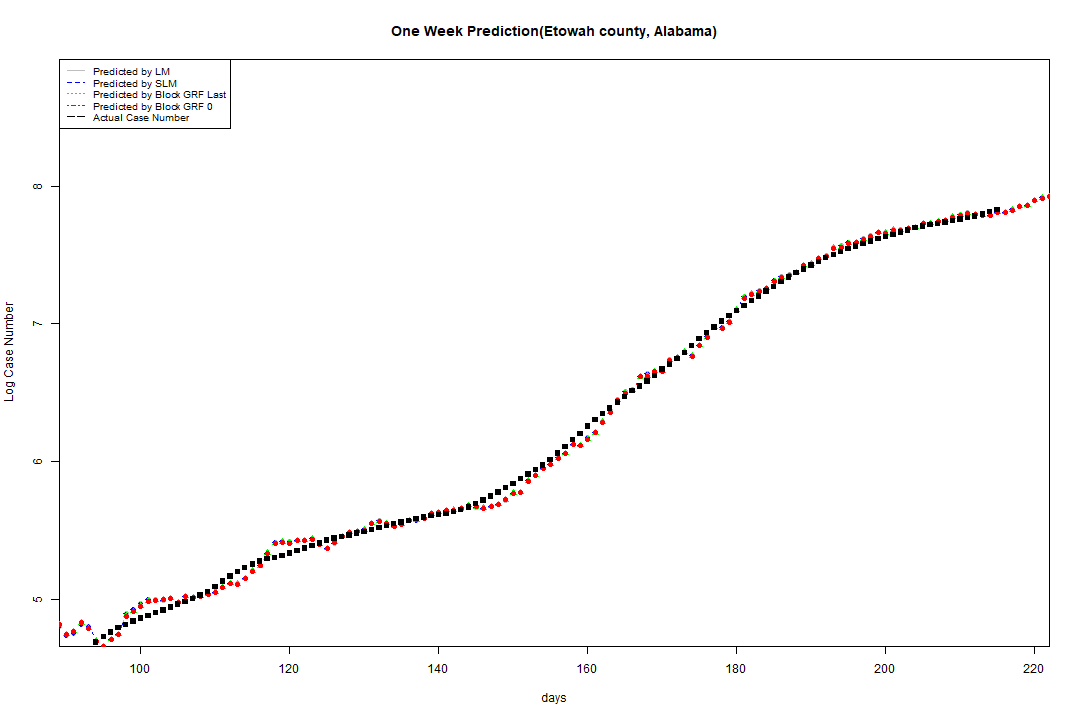 One Week Prediction(Etowah county, Alabama)
Predicted by LM
Predicted by SLM
Predicted by Block GRF Last
Predicted by Block GRF 0
Actual Case Number
8
7
6
5
Log Case Number
100 120 140 160 180 200 220
days